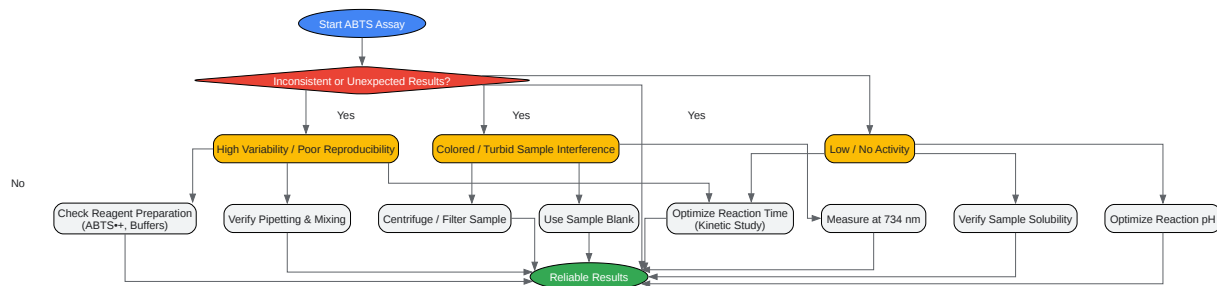 Start ABTS Assay
Inconsistent or Unexpected Results?
Yes
Yes
Yes
High Variability / Poor Reproducibility
Colored / Turbid Sample Interference
Low / No Activity
No
Check Reagent Preparation
(ABTS•+, Buffers)
Verify Pipetting & Mixing
Centrifuge / Filter Sample
Use Sample Blank
Optimize Reaction Time
(Kinetic Study)
Measure at 734 nm
Verify Sample Solubility
Optimize Reaction pH
Reliable Results